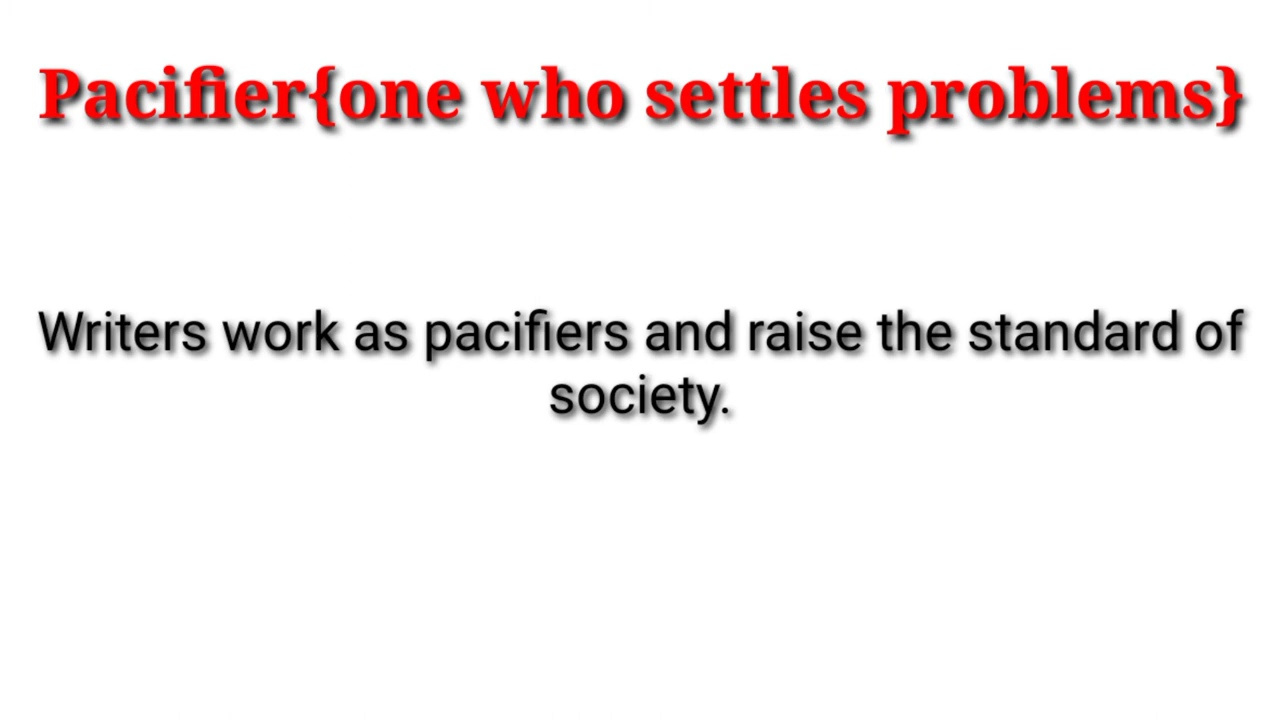 Pacifier{one who settles problems}
Writers work as pacifiers and raise the standard of
society.